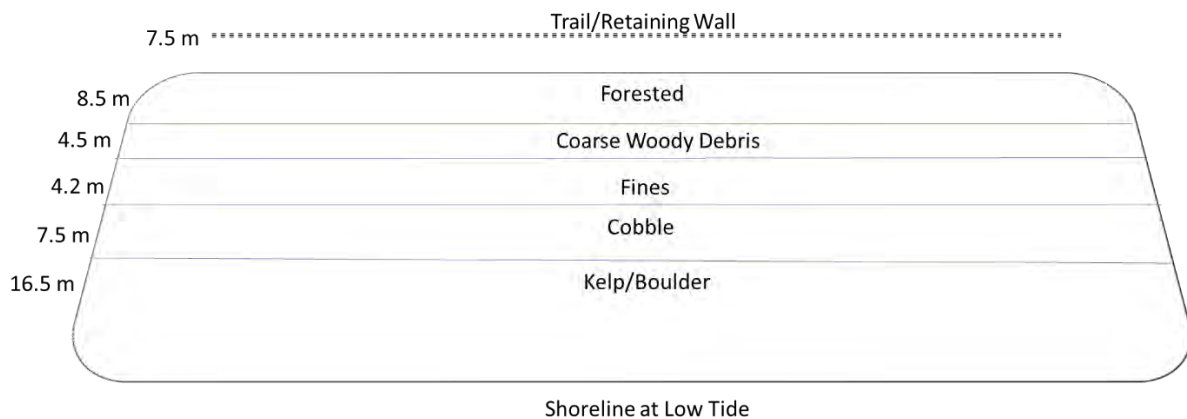 Trail/Retaining Wall
7.5 m
8.5 m
Forested
4.5 m
Coarse Woody Debris
4.2 m
Fines
7.5 m
Cobble
16.5 m
Kelp/Boulder
Shoreline at Low Tide